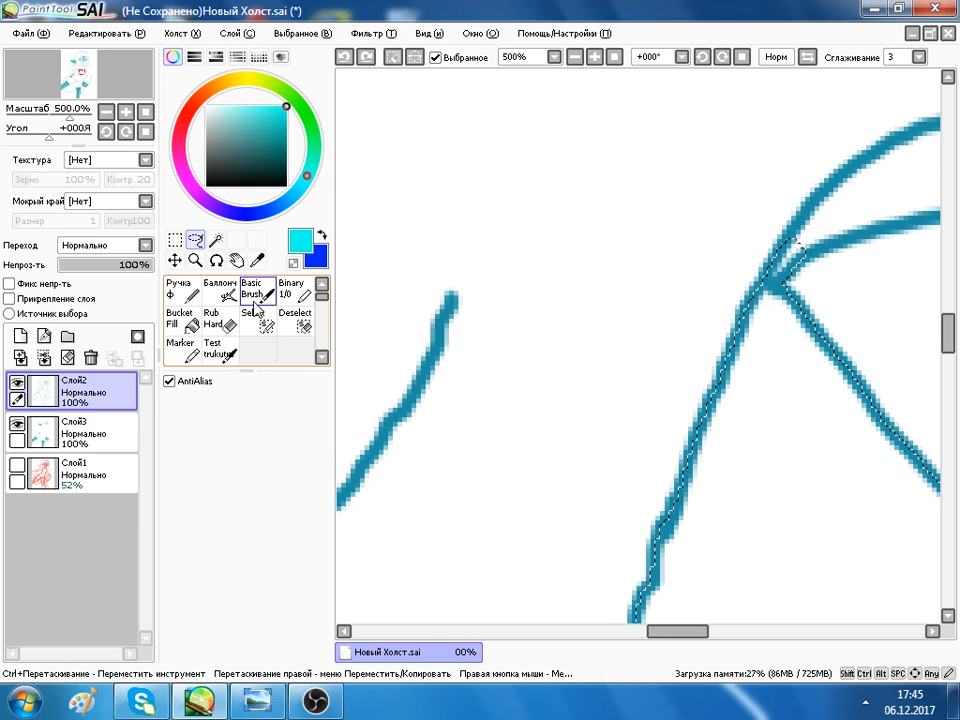 PaintTool SAI (Не Сохранено)Новый Холст.sai (*)
Файл (Ф) Редактировать (Р) Холст (Х) Слой (С) Выбранное (В) Фильтр (Т) Вид (и) Окно (О) Помощь/Настройки (П)
Выбранное 500% +000° Норм Сглаживание 3
Масштаб 500.0%
Угол +000Я
Текстура [Нет]
Зерно 100% Контр 20
Мокрый край [Нет]
Размер 1 Контр100
Переход Нормально
Непроз-ть 100%
Фикс непр-ть
Прикрепление слоя
Источник выбора
Слой2
Нормально
100%
Слой3
Нормально
100%
Слой1
Нормально
52%
Ручка ф
Баллонч
Basic Brush
Binary 1/0
Bucket Fill
Rub Hard
Deselect
Marker
Test trukutu
AntiAlias
Новый Холст.sai 00%
Ctrl+Перетаскивание - Переместить инструмент Перетаскивание правой - меню Переместить/Копировать Правая кнопка мыши - Ме... Загрузка памяти:27% (86MB / 725MB) Shift Ctrl Alt SPC Any
17:45
06.12.2017